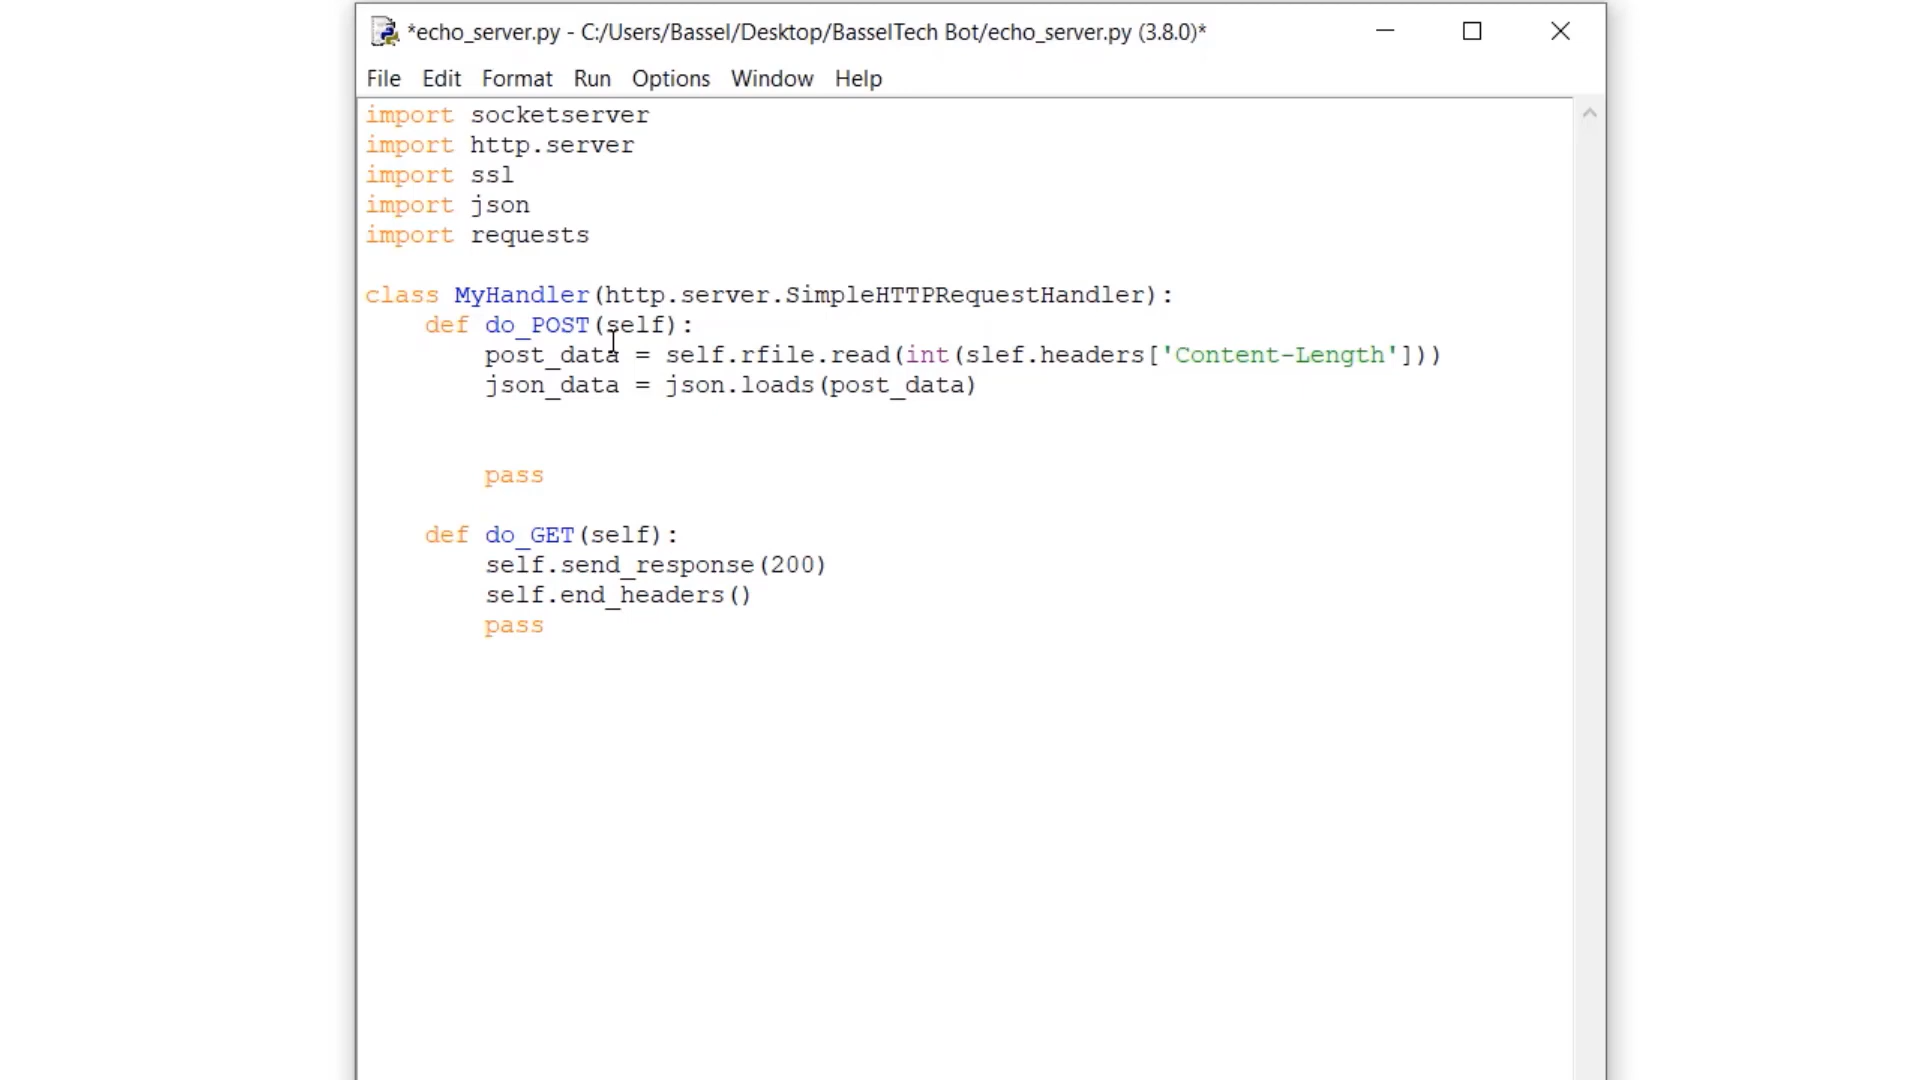 *echo_server.py - C:/Users/Bassel/Desktop/BasselTech Bot/echo_server.py (3.8.0)*
File Edit Format Run Options Window Help
import socketserver
import http.server
import ssl
import json
import requests
class MyHandler(http.server.SimpleHTTPRequestHandler):
def do_POST(self):
post_data = self.rfile.read(int(slef.headers['Content-Length']))
json_data = json.loads(post_data)
pass
def do_GET(self):
self.send_response(200)
self.end_headers()
pass